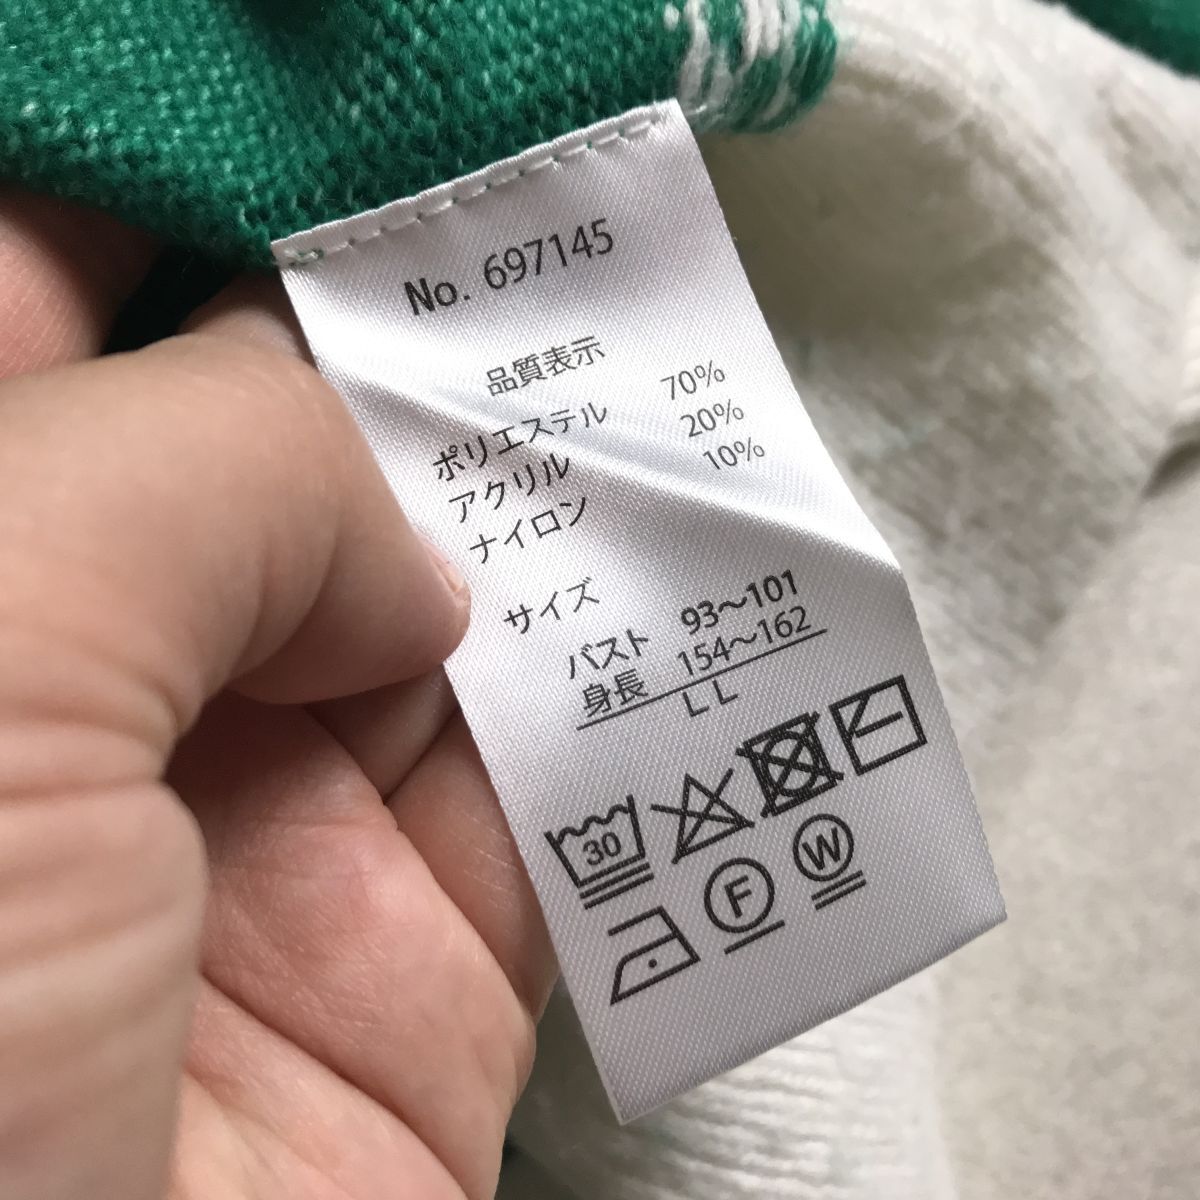 No. 697145
品質表示
ポリエステル 70%
アクリル 20%
ナイロン 10%
サイズ
バスト 93〜101
身長 154〜162
LL
30
F W